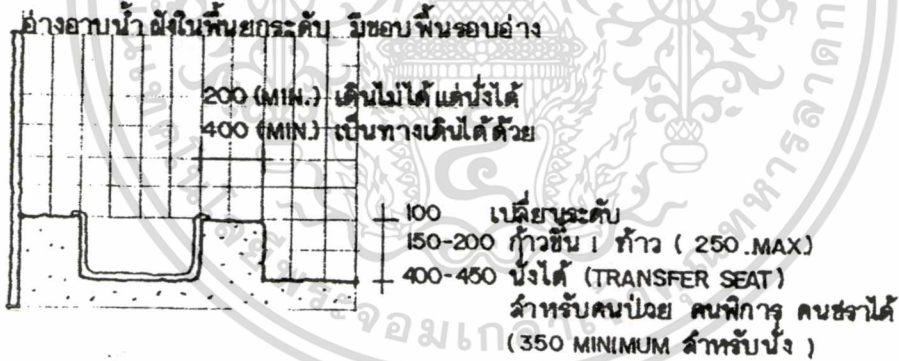 อ่างอาบน้ำ ฝังในพื้นยกระดับ มีขอบพื้นรอบอ่าง
200 (MIN.) เดินไม่ได้ แต่นั่งได้
400 (MIN.) เป็นทางเดินได้ด้วย
100 เปลี่ยนระดับ
150-200 ก้าวขึ้น 1 ก้าว ( 250 .MAX)
400-450 นั่งได้ (TRANSFER SEAT)
สำหรับคนป่วย คนพิการ คนชราได้
(350 MINIMUM สำหรับนั่ง )